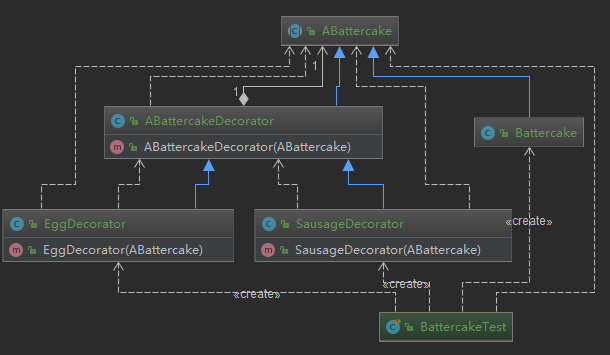 ABattercake
1
1
ABattercakeDecorator
ABattercakeDecorator(ABattercake)
Battercake
EggDecorator
EggDecorator(ABattercake)
SausageDecorator
SausageDecorator(ABattercake)
«create»
«create»
«create»
BattercakeTest